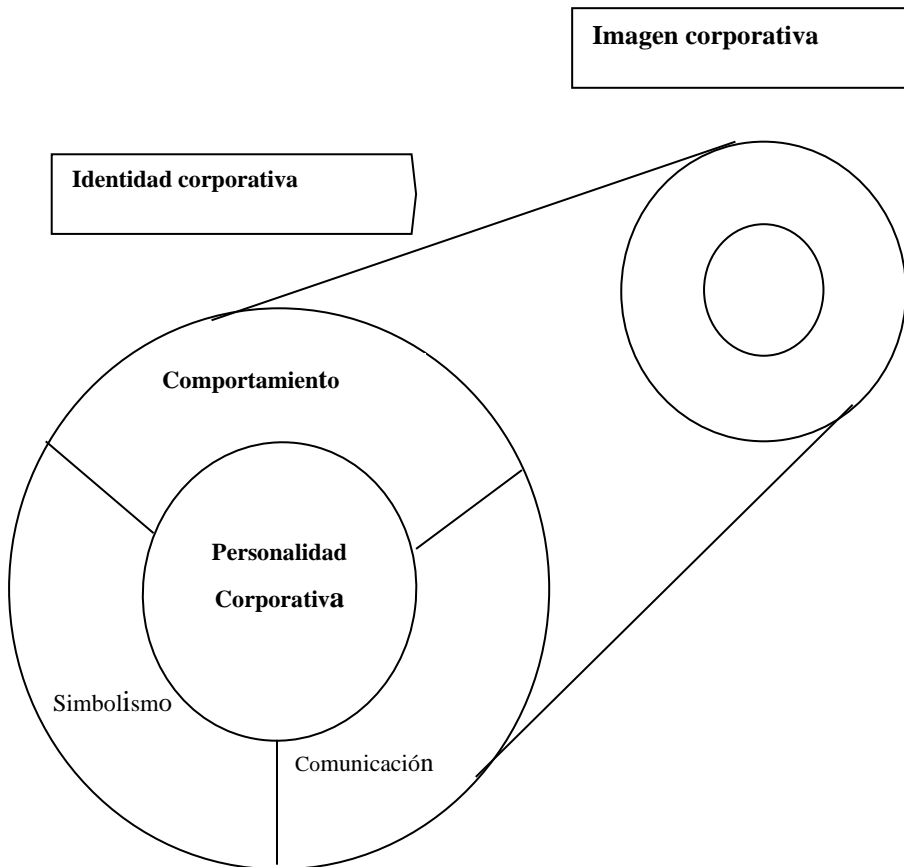 Imagen corporativa
Identidad corporativa
Comportamiento
Personalidad
Corporativa
Simbolismo
Comunicación